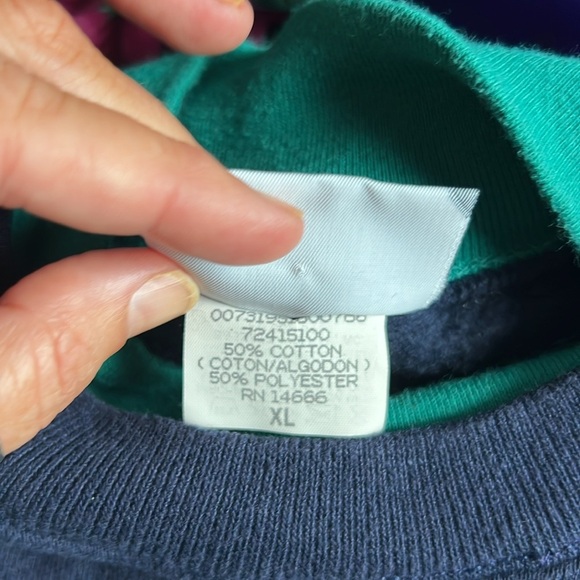 72415100
50% COTTON
(COTON/ALGODON)
50% POLYESTER
RN 14666
XL